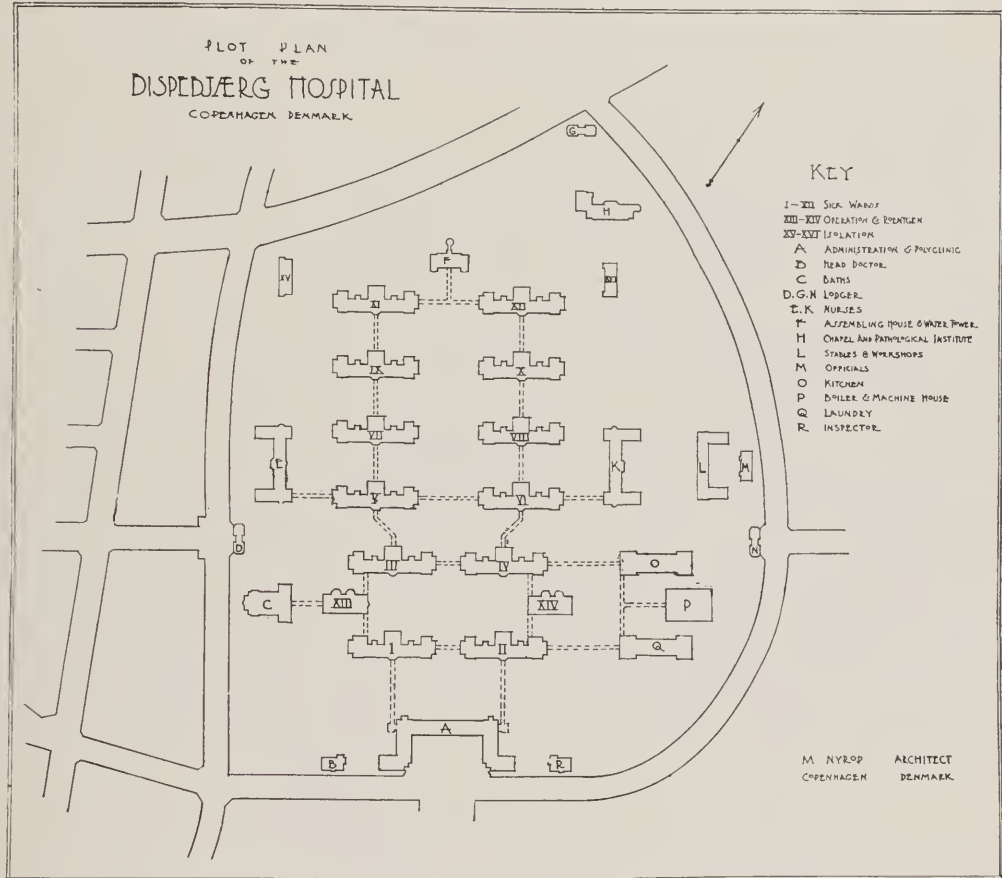 PLOT PLAN
OF THE
BISPEBJÆRG HOSPITAL
COPENHAGEN DENMARK
G
KEY
I-XII SICK WARDS
XIII-XIV OPERATION & ROENTGEN
XV-XVI ISOLATION
A ADMINISTRATION & POLYCLINIC
B HEAD DOCTOR
C BATHS
D.G.N LODGER
E.K NURSES
F ASSEMBLING HOUSE & WATER TOWER
H CHAPEL AND PATHOLOGICAL INSTITUTE
L STABLES & WORKSHOPS
M OFFICIALS
O KITCHEN
P BOILER & MACHINE HOUSE
Q LAUNDRY
R INSPECTOR
H
F
XV
XVI
XI XII
IX X
VII VIII
E K L M
V VI
D N
III IV O
C XIII XIV P
I II Q
A
B R
M NYROP ARCHITECT
COPENHAGEN DENMARK